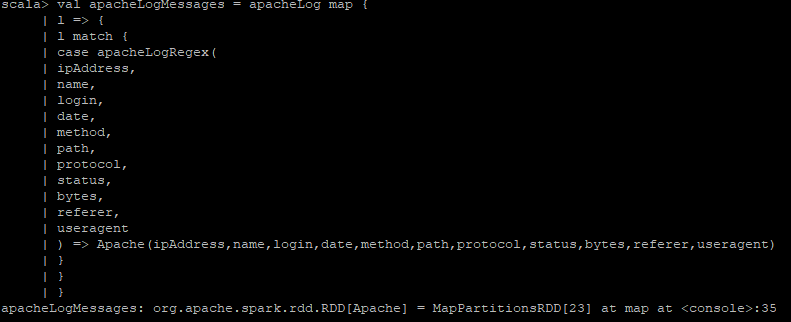 scala> val apacheLogMessages = apacheLog map {
| l => {
| l match {
| case apacheLogRegex(
| ipAddress,
| name,
| login,
| date,
| method,
| path,
| protocol,
| status,
| bytes,
| referer,
| useragent
| ) => Apache(ipAddress,name,login,date,method,path,protocol,status,bytes,referer,useragent)
| }
| }
| }
apacheLogMessages: org.apache.spark.rdd.RDD[Apache] = MapPartitionsRDD[23] at map at <console>:35